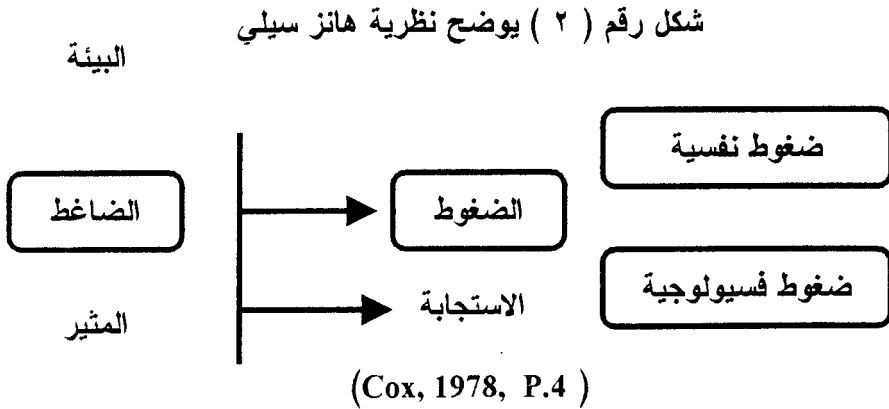 شكل رقم ( ٢ ) يوضح نظرية هانز سيلي
البيئة
ضغوط نفسية
الضغوط
الضاغط
ضغوط فسيولوجية
الاستجابة
المثير
(Cox, 1978, P.4 )